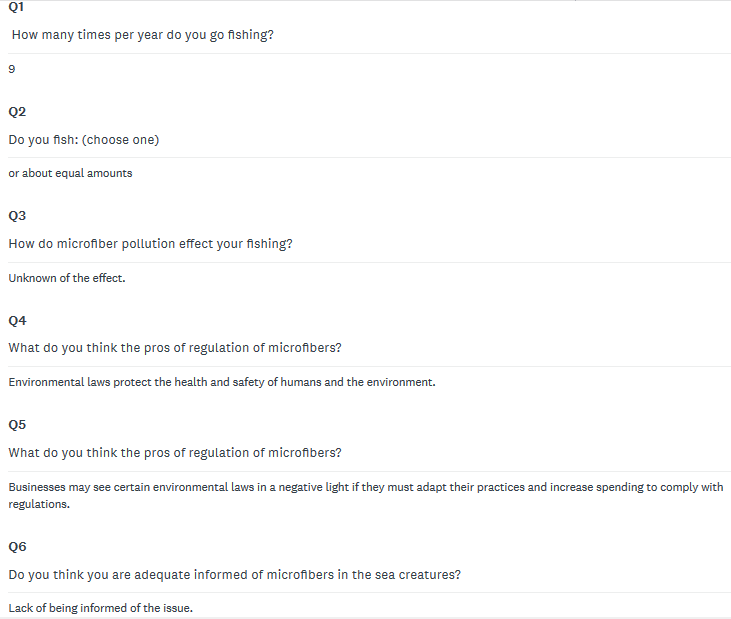 Q1
How many times per year do you go fishing?
9
Q2
Do you fish: (choose one)
or about equal amounts
Q3
How do microfiber pollution effect your fishing?
Unknown of the effect.
Q4
What do you think the pros of regulation of microfibers?
Environmental laws protect the health and safety of humans and the environment.
Q5
What do you think the pros of regulation of microfibers?
Businesses may see certain environmental laws in a negative light if they must adapt their practices and increase spending to comply with
regulations.
Q6
Do you think you are adequate informed of microfibers in the sea creatures?
Lack of being informed of the issue.